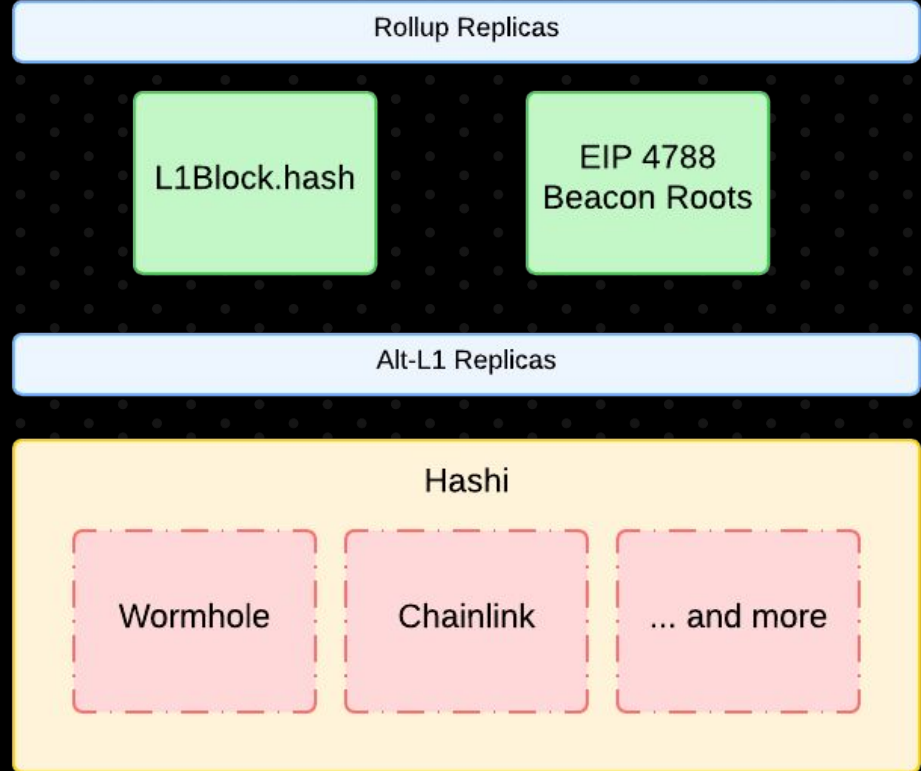 Rollup Replicas
L1Block.hash
EIP 4788
Beacon Roots
Alt-L1 Replicas
Hashi
Wormhole
Chainlink
... and more